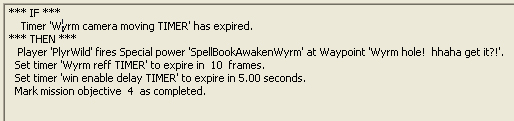 *** IF ***
Timer 'Wyrm camera moving TIMER' has expired.
*** THEN ***
Player 'PlyrWild' fires Special power 'SpellBookAwakenWyrm' at Waypoint 'Wyrm hole!  hhaha get it?!'.
Set timer 'Wyrm reff TIMER' to expire in  10  frames.
Set timer 'win enable delay TIMER' to expire in 5.00 seconds.
Mark mission objective  4  as completed.